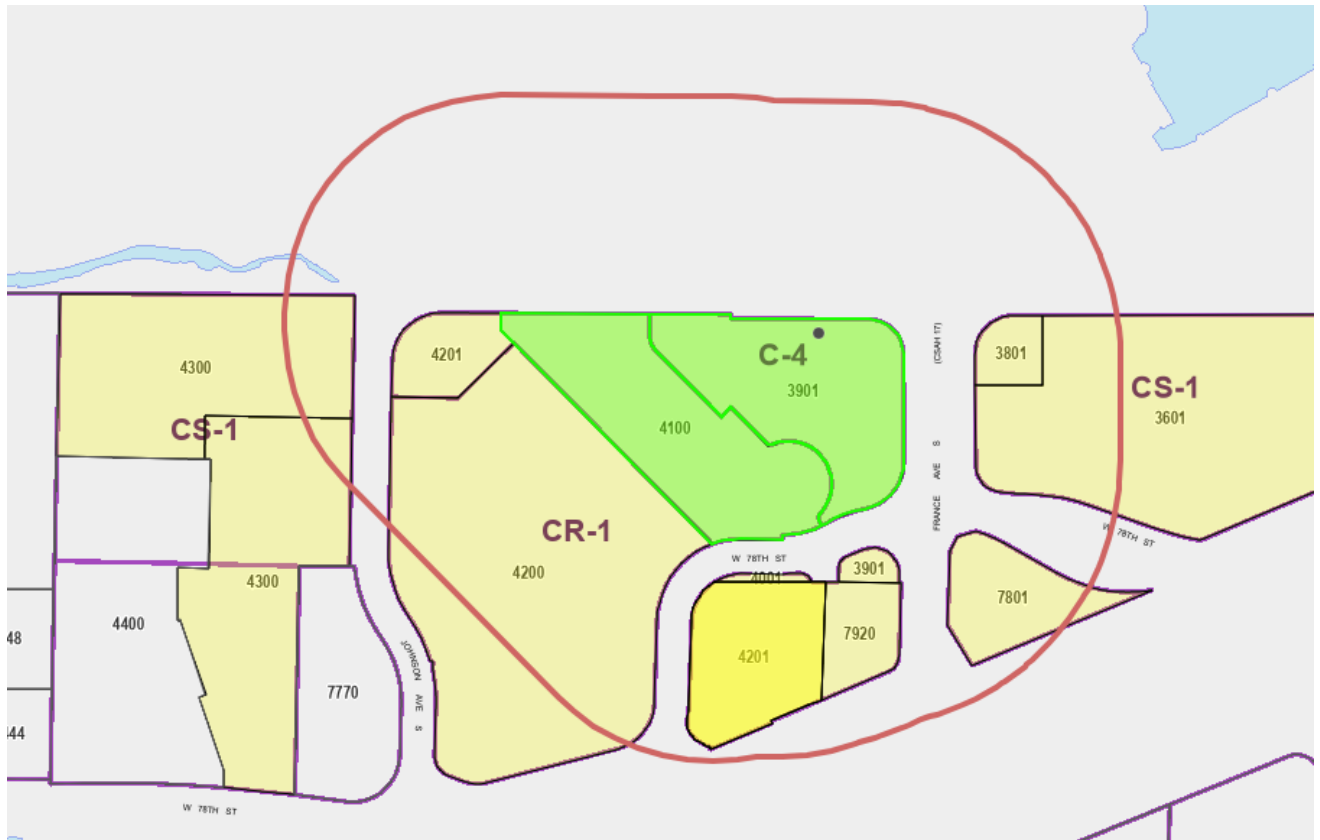 (CSAH 17)
4201
C-4
3801
4300
CS-1
3901
3601
CS-1
4100
FRANCE AVE S
CR-1
W 78TH ST
W 78TH ST
4200
3901
4300
4001
7801
4400
48
7920
4201
JOHNSON AVE S
7770
44
W 78TH ST